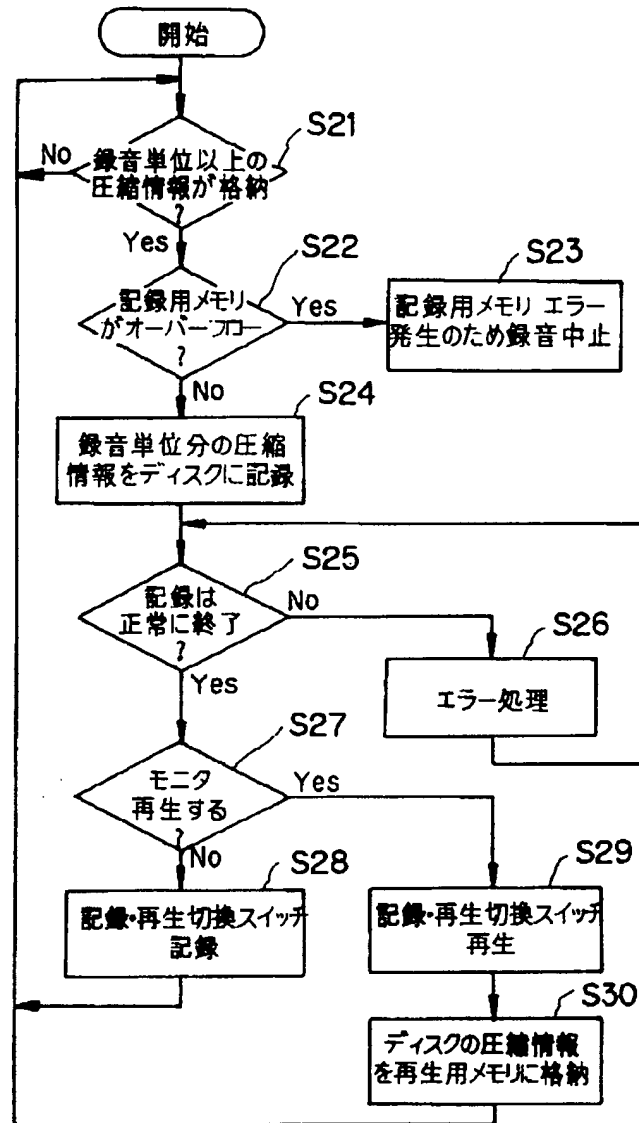 開始
S21
No
録音単位以上の
圧縮情報が格納
?
Yes
S22
記録用メモリ
がオーバーフロー
?
Yes
S23
記録用メモリ エラー
発生のため録音中止
No
S24
録音単位分の圧縮
情報をディスクに記録
S25
記録は
正常に終了
?
No
S26
エラー処理
Yes
S27
モニタ
再生する
?
Yes
No
S28
記録・再生切換スイッチ
記録
S29
記録・再生切換スイッチ
再生
S30
ディスクの圧縮情報
を再生用メモリに格納